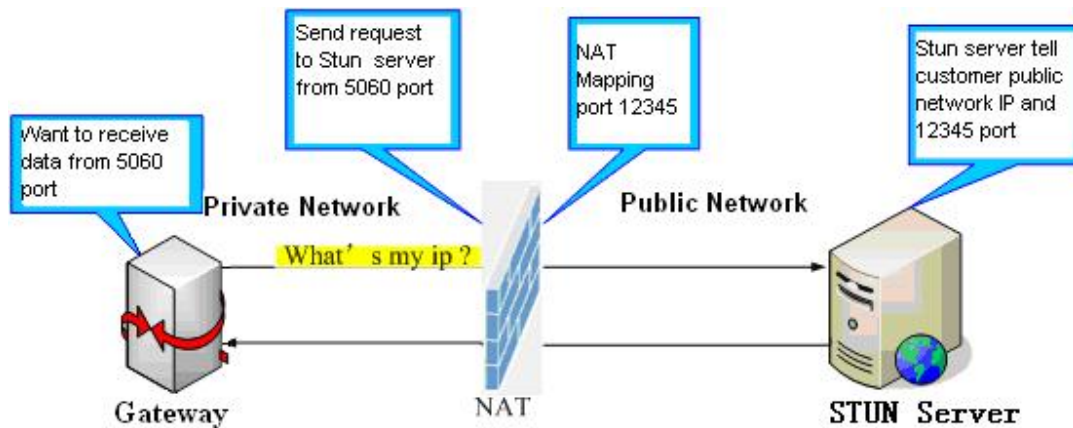 Send request
to Stun server
from 5060 port
NAT
Mapping
port 12345
Stun server tell
customer public
network IP and
12345 port
Want to receive
data from 5060
port
Private Network
Public Network
What's my ip ?
Gateway
NAT
STUN Server